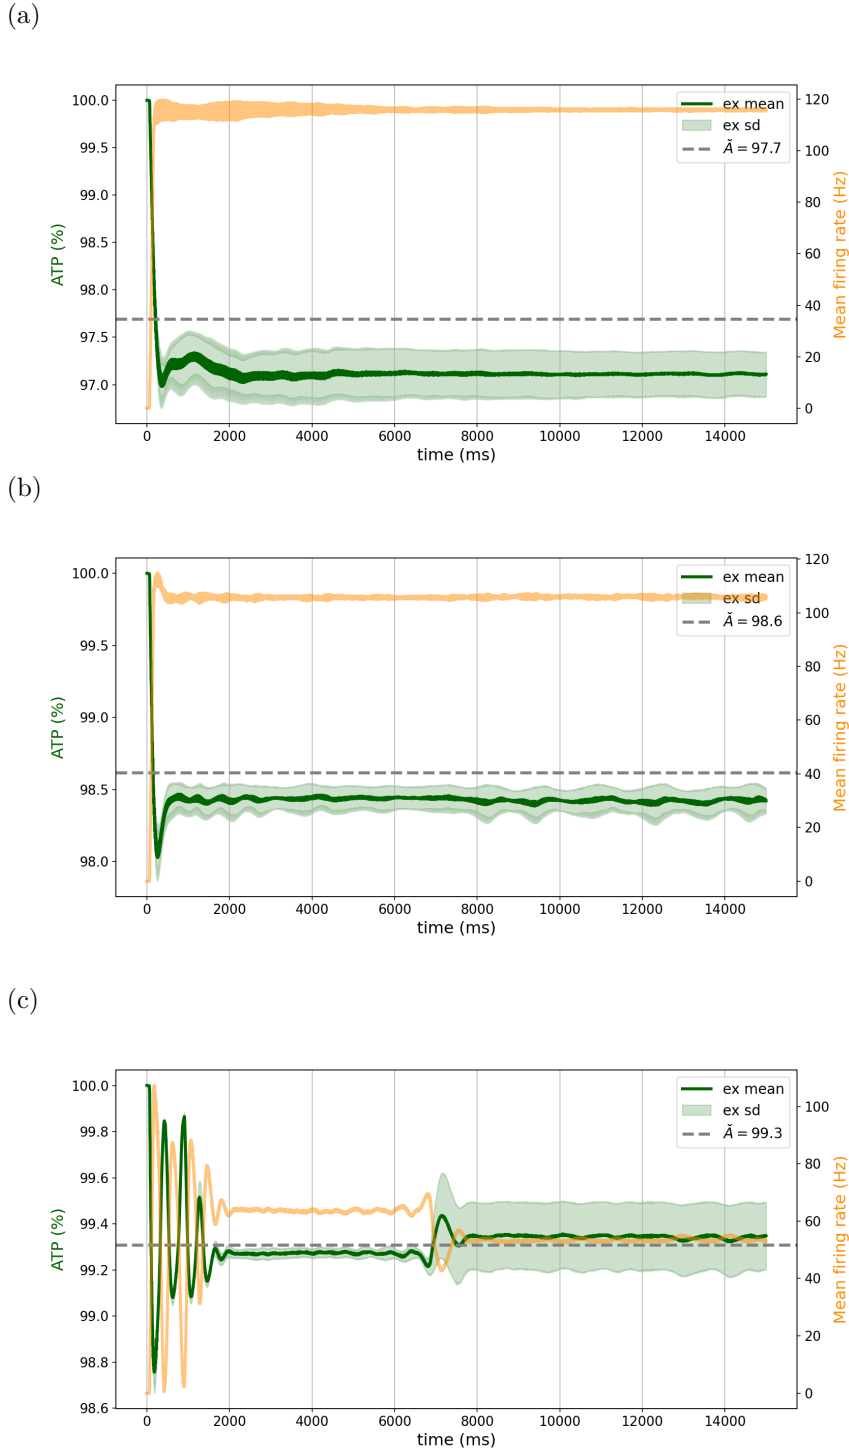 (a)
100.0
99.5
99.0
98.5
98.0
97.5
97.0
ATP (%)
120
100
80
60
40
20
0
Mean firing rate (Hz)
ex mean
ex sd
Ă = 97.7
0 2000 4000 6000 8000 10000 12000 14000
time (ms)
(b)
100.0
99.5
99.0
98.5
98.0
ATP (%)
120
100
80
60
40
20
0
Mean firing rate (Hz)
ex mean
ex sd
Ă = 98.6
0 2000 4000 6000 8000 10000 12000 14000
time (ms)
(c)
100.0
99.8
99.6
99.4
99.2
99.0
98.8
98.6
ATP (%)
100
80
60
40
20
0
Mean firing rate (Hz)
ex mean
ex sd
Ă = 99.3
0 2000 4000 6000 8000 10000 12000 14000
time (ms)